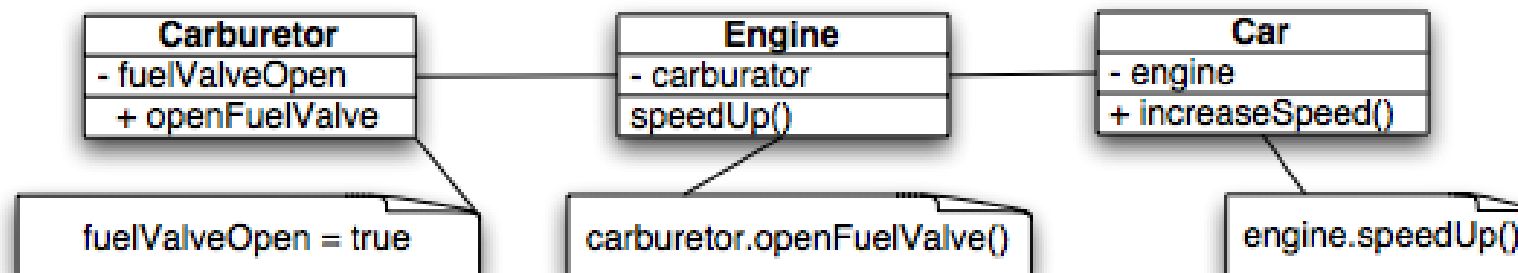 Carburetor
- fuelValveOpen
+ openFuelValve
fuelValveOpen = true
Engine
- carburator
speedUp()
carburetor.openFuelValve()
Car
- engine
+ increaseSpeed()
engine.speedUp()